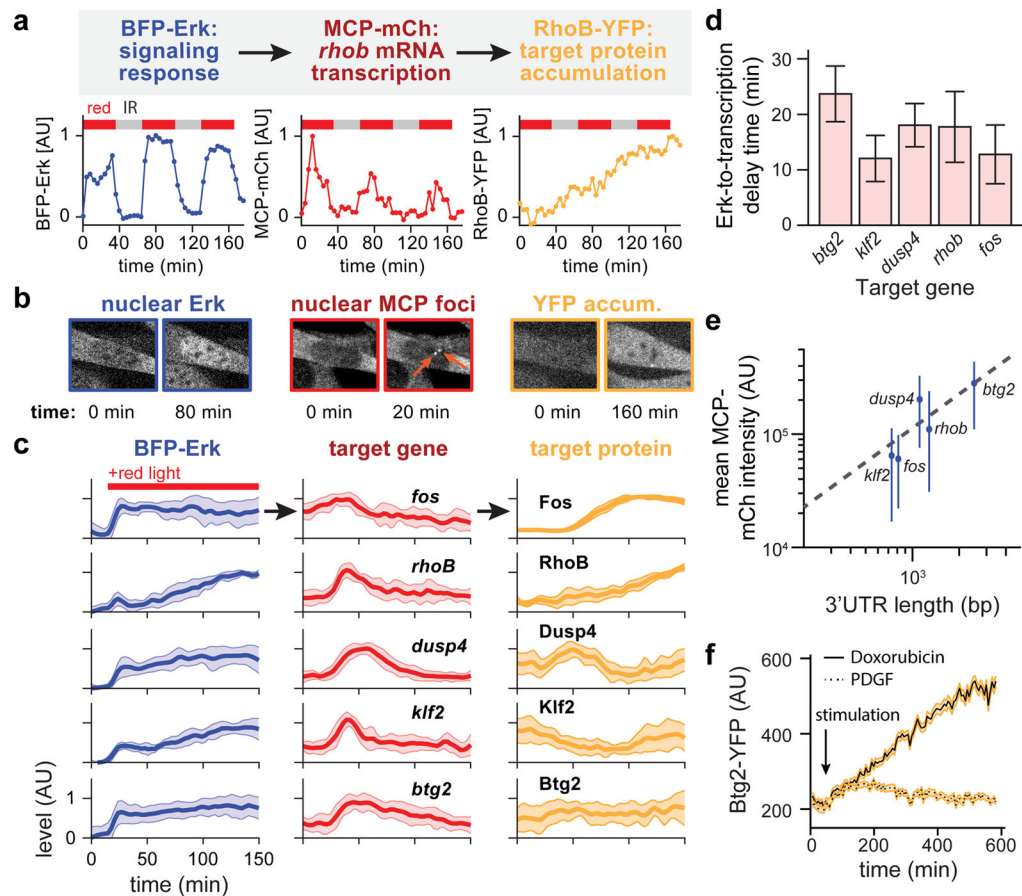 a
BFP-Erk:
signaling
response
MCP-mCh:
rhob mRNA
transcription
RhoB-YFP:
target protein
accumulation
red IR
BFP-Erk [AU]
1
0
0 40 80 120 160
time (min)
MCP-mCh [AU]
1
0
0 40 80 120 160
time (min)
RhoB-YFP [AU]
1
0
0 40 80 120 160
time (min)
b
nuclear Erk
nuclear MCP foci
YFP accum.
time: 0 min 80 min
0 min 20 min
0 min 160 min
c
BFP-Erk
target gene
target protein
+red light
fos
Fos
rhoB
RhoB
dusp4
Dusp4
klf2
Klf2
btg2
Btg2
level (AU)
1
0
0 50 100 150
time (min)
d
Erk-to-transcription
delay time (min)
30
20
10
0
btg2
klf2
dusp4
rhob
fos
Target gene
e
mean MCP-
mCh intensity (AU)
10⁵
10⁴
dusp4
btg2
rhob
klf2
fos
10³
3'UTR length (bp)
f
Btg2-YFP (AU)
600
400
200
Doxorubicin
PDGF
stimulation
0 200 400 600
time (min)